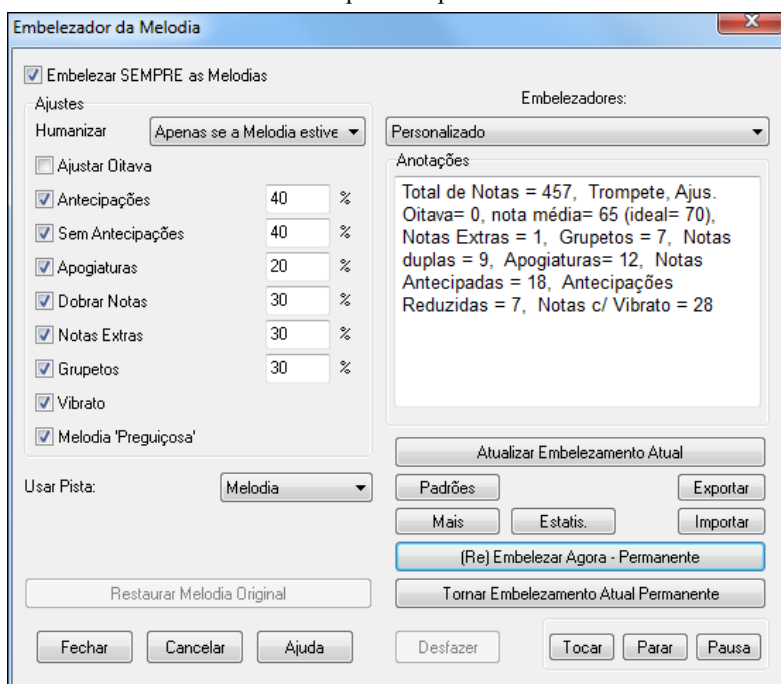 Embelezador da Melodia
Embelezar SEMPRE as Melodias
Ajustes
Humanizar Apenas se a Melodia estive
Ajustar Oitava
Antecipações 40 %
Sem Antecipações 40 %
Apogiaturas 20 %
Dobrar Notas 30 %
Notas Extras 30 %
Grupetos 30 %
Vibrato
Melodia 'Preguiçosa'
Usar Pista: Melodia
Restaurar Melodia Original
Fechar Cancelar Ajuda
Embelezadores:
Personalizado
Anotações
Total de Notas = 457, Trompete, Ajus.
Oitava= 0, nota média= 65 (ideal= 70),
Notas Extras = 1, Grupetos = 7, Notas
duplas = 9, Apogiaturas= 12, Notas
Antecipadas = 18, Antecipações
Reduzidas = 7, Notas c/ Vibrato = 28
Atualizar Embelezamento Atual
Padrões Exportar
Mais Estatis. Importar
(Re) Embelezar Agora - Permanente
Tornar Embelezamento Atual Permanente
Desfazer Tocar Parar Pausa